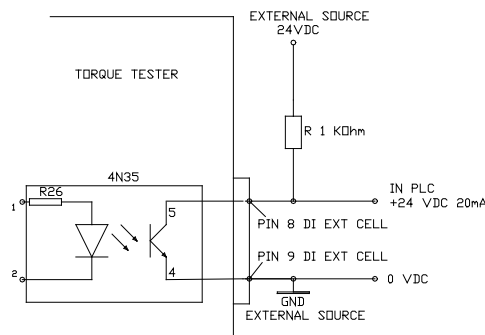 EXTERNAL SOURCE
24VDC
TORQUE TESTER
R 1 KOhm
4N35
R26
1
5
IN PLC
+24 VDC 20mA
PIN 8 DI EXT CELL
PIN 9 DI EXT CELL
2
4
0 VDC
GND
EXTERNAL SOURCE